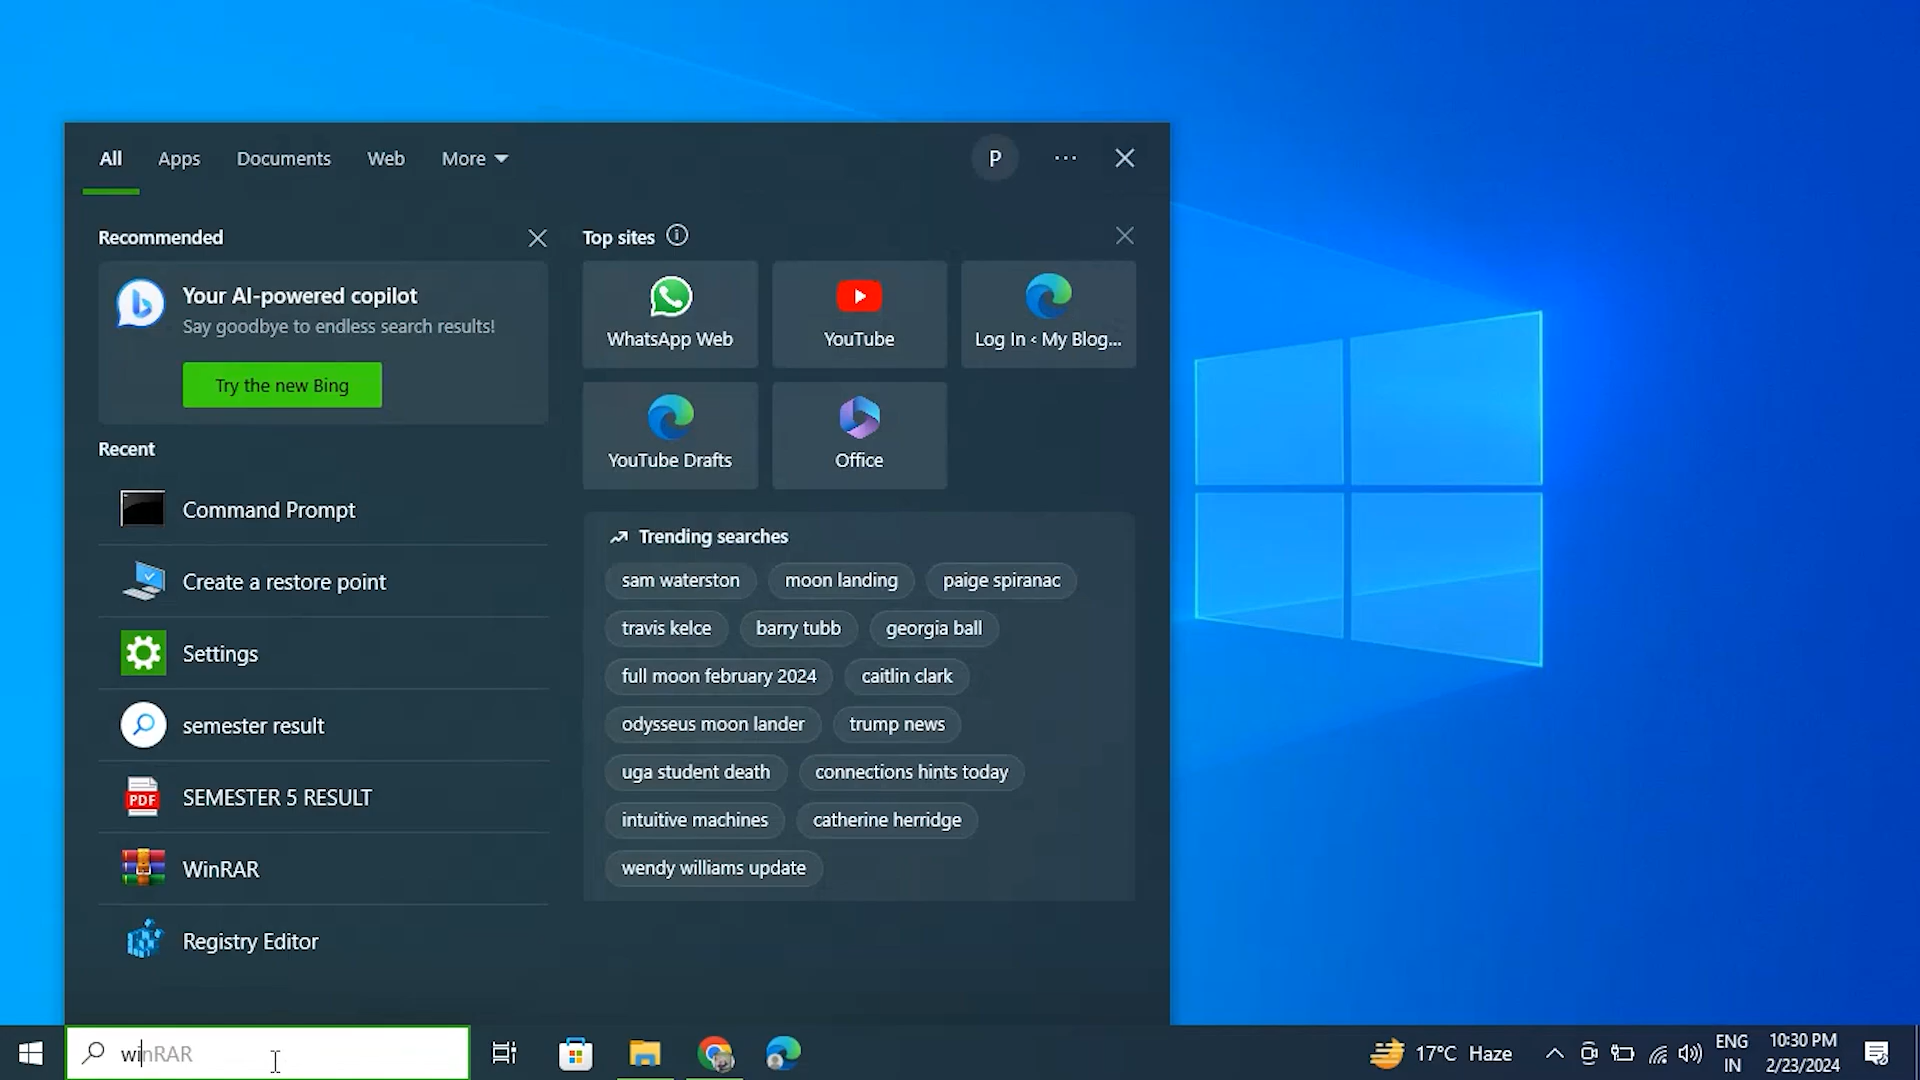 All Apps Documents Web More
P ... 
Recommended
Your AI-powered copilot
Say goodbye to endless search results!
Try the new Bing
Recent
Command Prompt
Create a restore point
Settings
semester result
PDF SEMESTER 5 RESULT
WinRAR
Registry Editor
Top sites
WhatsApp Web YouTube Log In ‹ My Blog...
YouTube Drafts Office
Trending searches
sam waterston moon landing paige spiranac
travis kelce barry tubb georgia ball
full moon february 2024 caitlin clark
odysseus moon lander trump news
uga student death connections hints today
intuitive machines catherine herridge
wendy williams update
winRAR
17°C Haze
ENG
IN
10:30 PM
2/23/2024